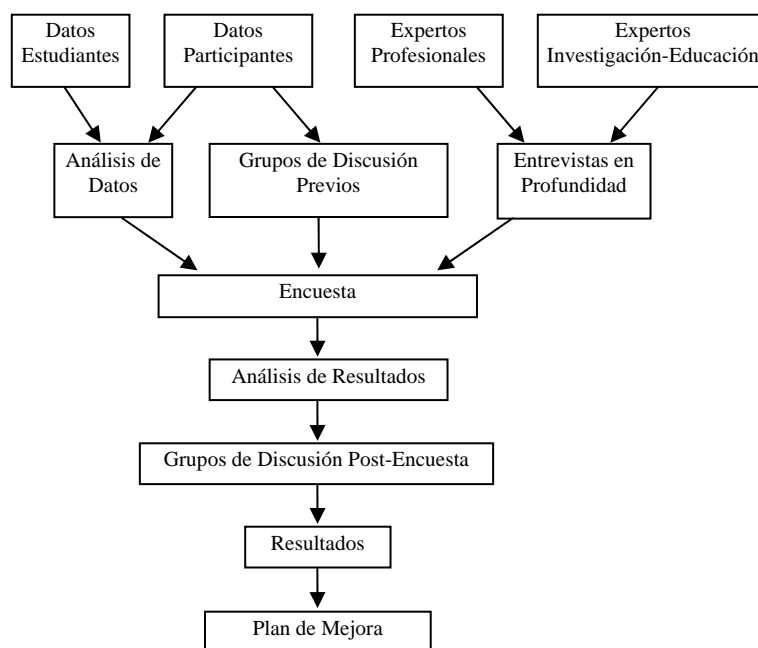 Datos
Estudiantes
Datos
Participantes
Expertos
Profesionales
Expertos
Investigación-Educación
Análisis de
Datos
Grupos de Discusión
Previos
Entrevistas en
Profundidad
Encuesta
Análisis de Resultados
Grupos de Discusión Post-Encuesta
Resultados
Plan de Mejora